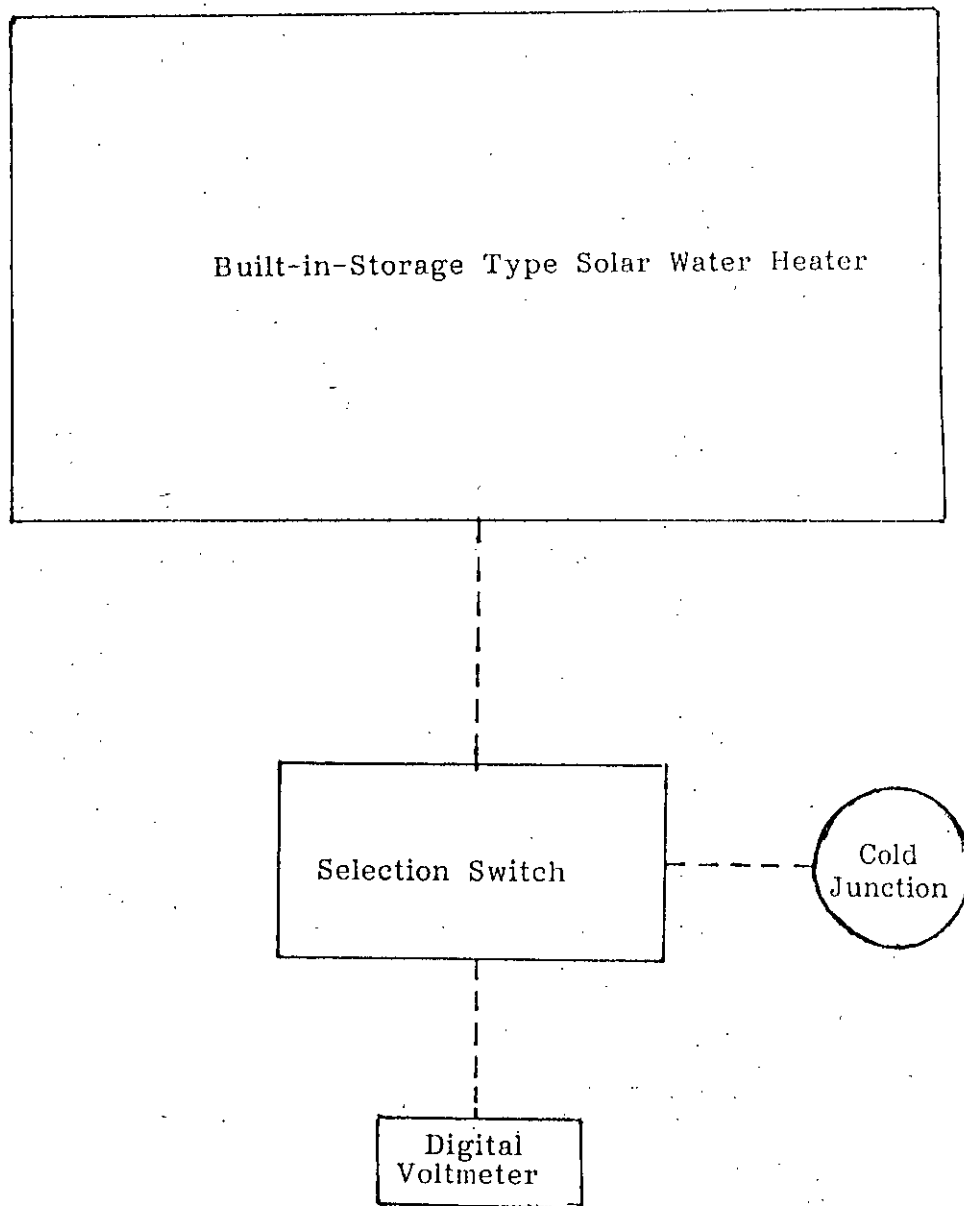 Built-in-Storage Type Solar Water Heater
Selection Switch
Cold
Junction
Digital
Voltmeter